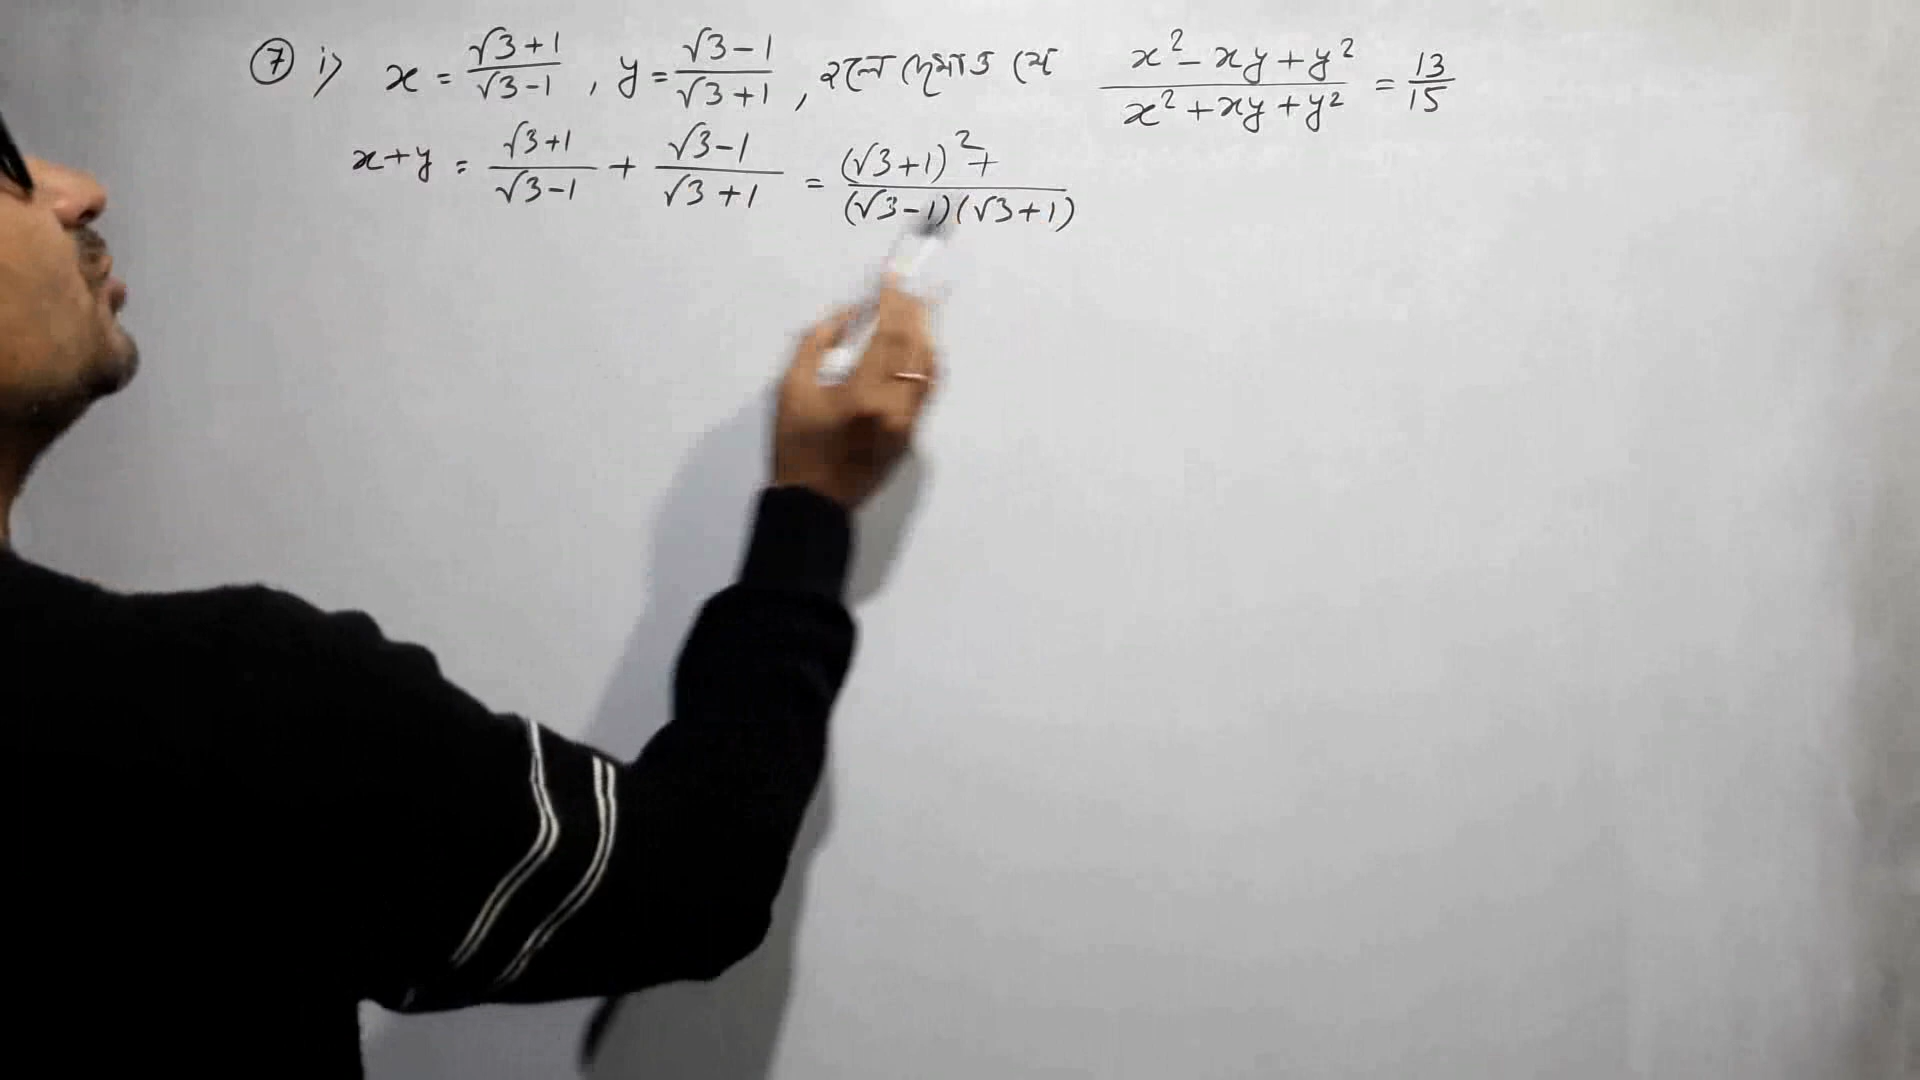 ⑦ i> x = (√3+1)/(√3-1), y = (√3-1)/(√3+1), হলে দেখাও যে (x²-xy+y²)/(x²+xy+y²) = 13/15
x+y = (√3+1)/(√3-1) + (√3-1)/(√3+1) = ((√3+1)²+)/((√3-1)(√3+1))